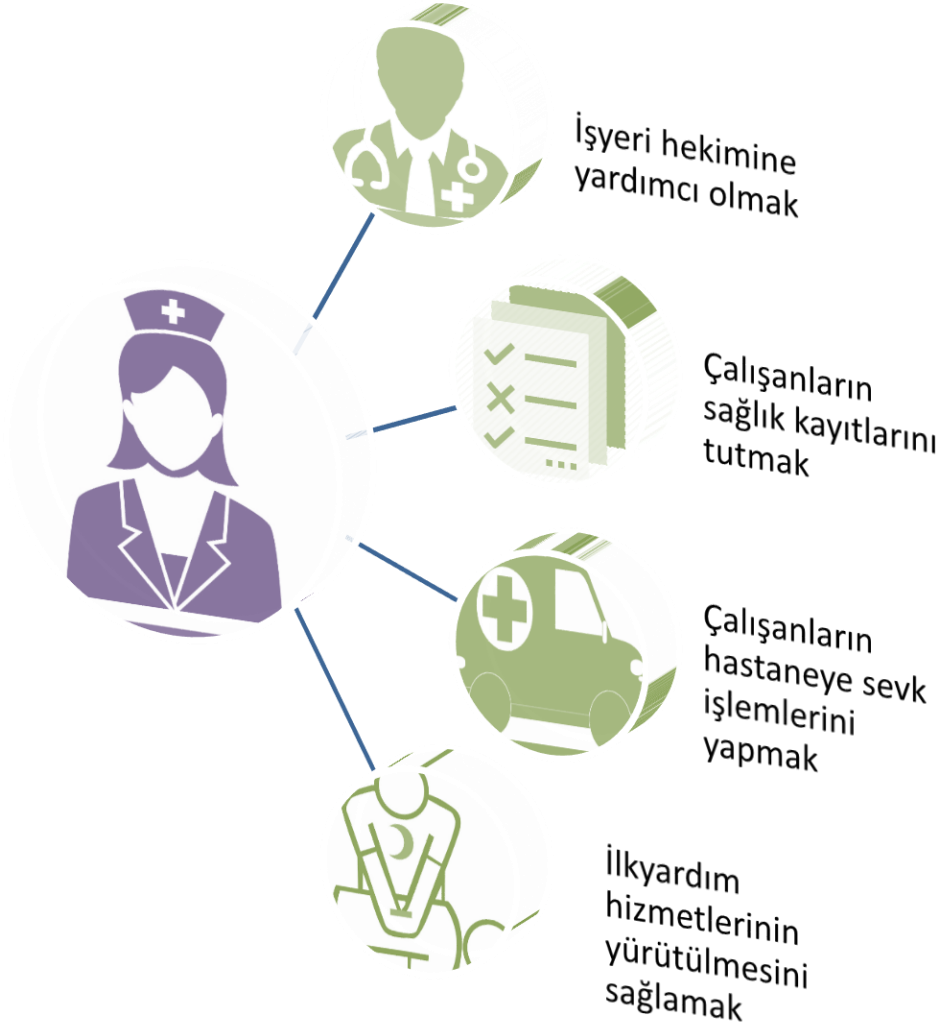 İşyeri hekimine
yardımcı olmak
Çalışanların
sağlık kayıtlarını
tutmak
Çalışanların
hastaneye sevk
işlemlerini
yapmak
İlkyardım
hizmetlerinin
yürütülmesini
sağlamak